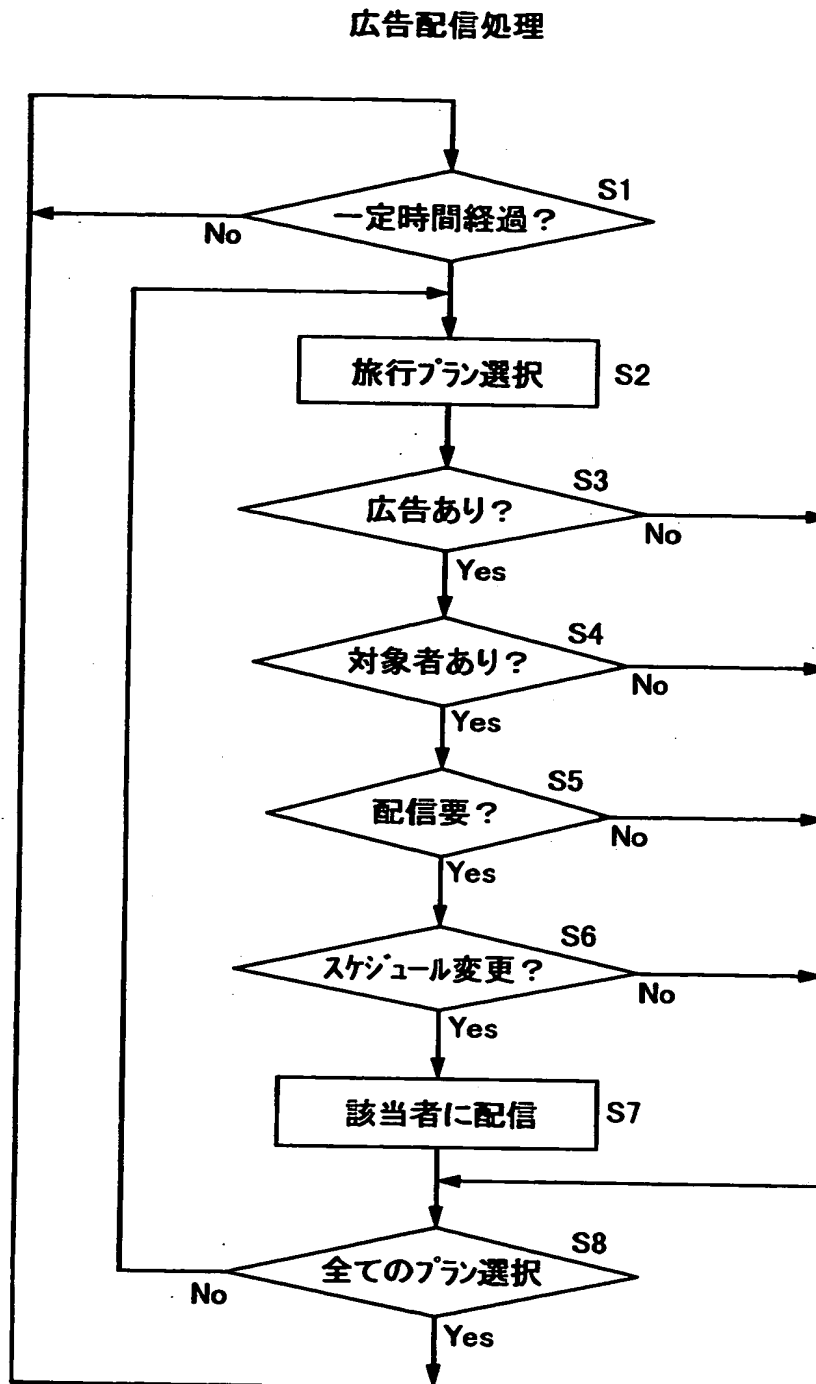 広告配信処理
S1
一定時間経過？
No
旅行プラン選択 S2
S3
広告あり？
No
Yes
S4
対象者あり？
No
Yes
S5
配信要？
No
Yes
S6
スケジュール変更？
No
Yes
該当者に配信 S7
S8
全てのプラン選択
No
Yes